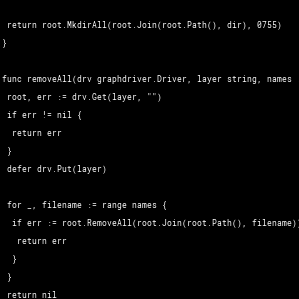 return root.MkdirAll(root.Join(root.Path(), dir), 0755)
}
func removeAll(drv graphdriver.Driver, layer string, names
root, err := drv.Get(layer, "")
if err != nil {
return err
}
defer drv.Put(layer)
for _, filename := range names {
if err := root.RemoveAll(root.Join(root.Path(), filename))
return err
}
}
return nil